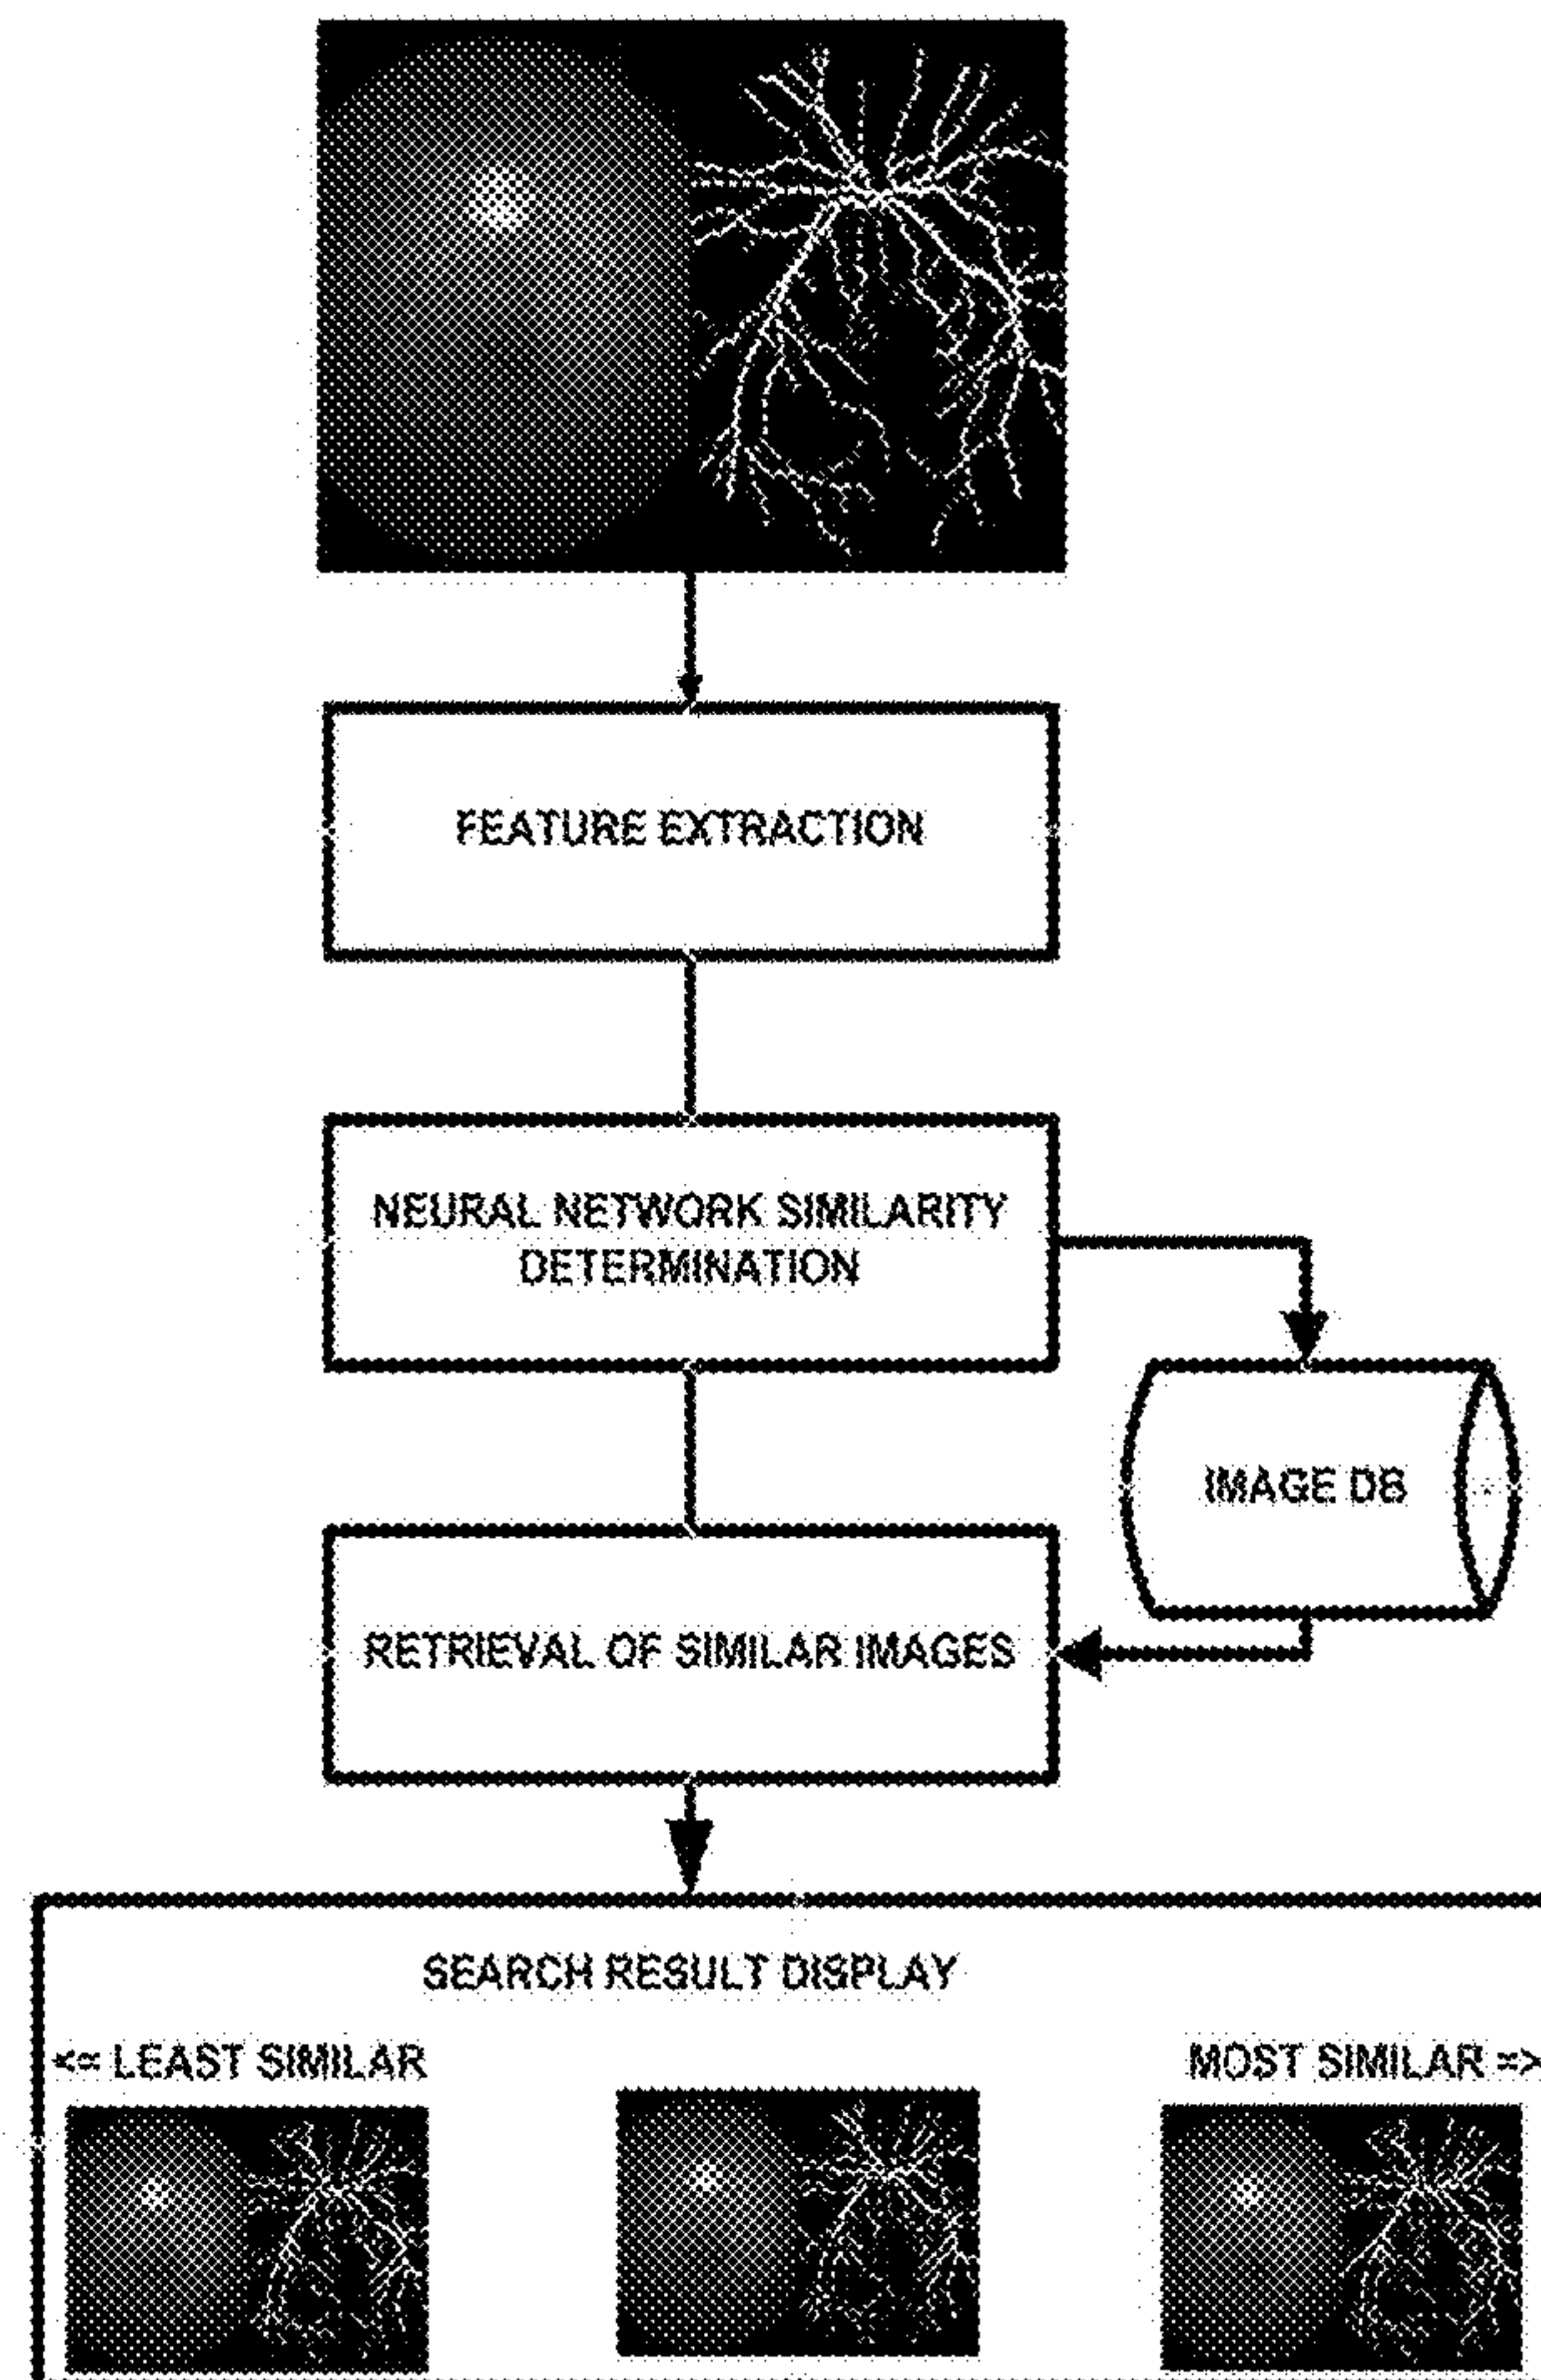 FEATURE EXTRACTION
NEURAL NETWORK SIMILARITY
DETERMINATION
IMAGE DB
RETRIEVAL OF SIMILAR IMAGES
SEARCH RESULT DISPLAY
<= LEAST SIMILAR
MOST SIMILAR =>